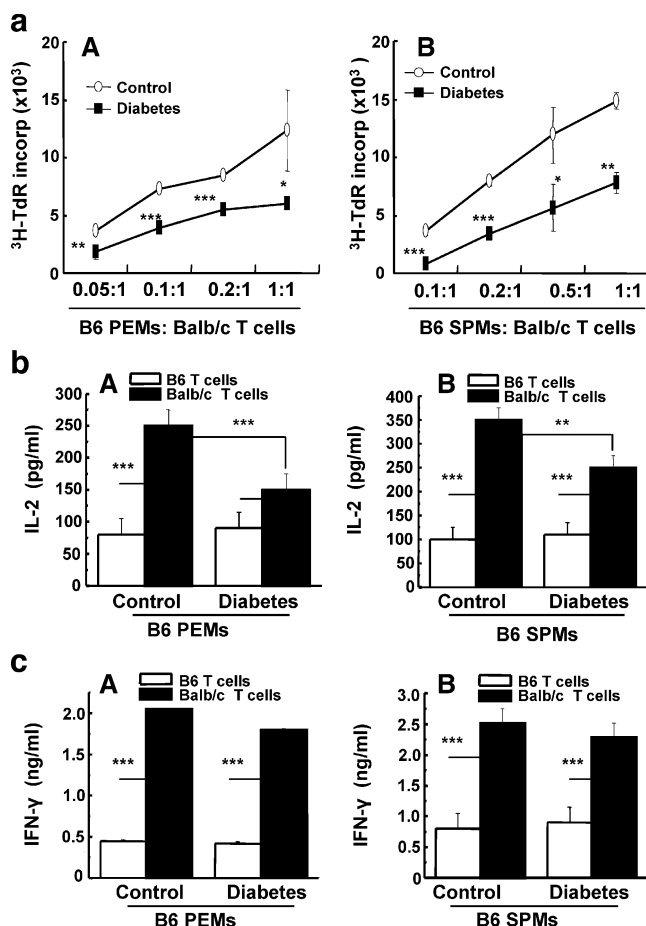 a
A
B
20
15
10
5
0
³H-TdR incorp (x10³)
Control
Diabetes
**
***
***
*
0.05:1 0.1:1 0.2:1 1:1
B6 PEMs: Balb/c T cells
20
15
10
5
0
³H-TdR incorp (x10³)
Control
Diabetes
***
***
*
**
0.1:1 0.2:1 0.5:1 1:1
B6 SPMs: Balb/c T cells
b
A
B6 T cells
Balb/c T cells
300
250
200
150
100
50
0
IL-2 (pg/ml)
***
***
Control Diabetes
B6 PEMs
B
B6 T cells
Balb/c T cells
400
350
300
250
200
150
100
50
0
IL-2 (pg/ml)
**
***
***
Control Diabetes
B6 SPMs
c
A
B6 T cells
Balb/c T cells
2.0
1.5
1.0
0.5
0
IFN-γ (ng/ml)
***
***
Control Diabetes
B6 PEMs
B
B6 T cells
Balb/c T cells
3.0
2.5
2.0
1.5
1.0
0.5
0.0
IFN-γ (ng/ml)
***
***
Control Diabetes
B6 SPMs